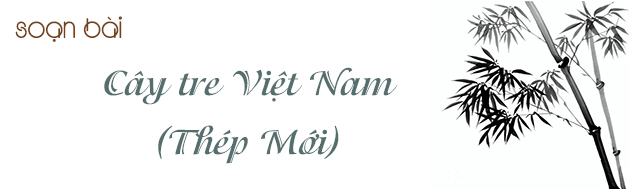 soạn bài
Cây tre Việt Nam
(Thép Mới)